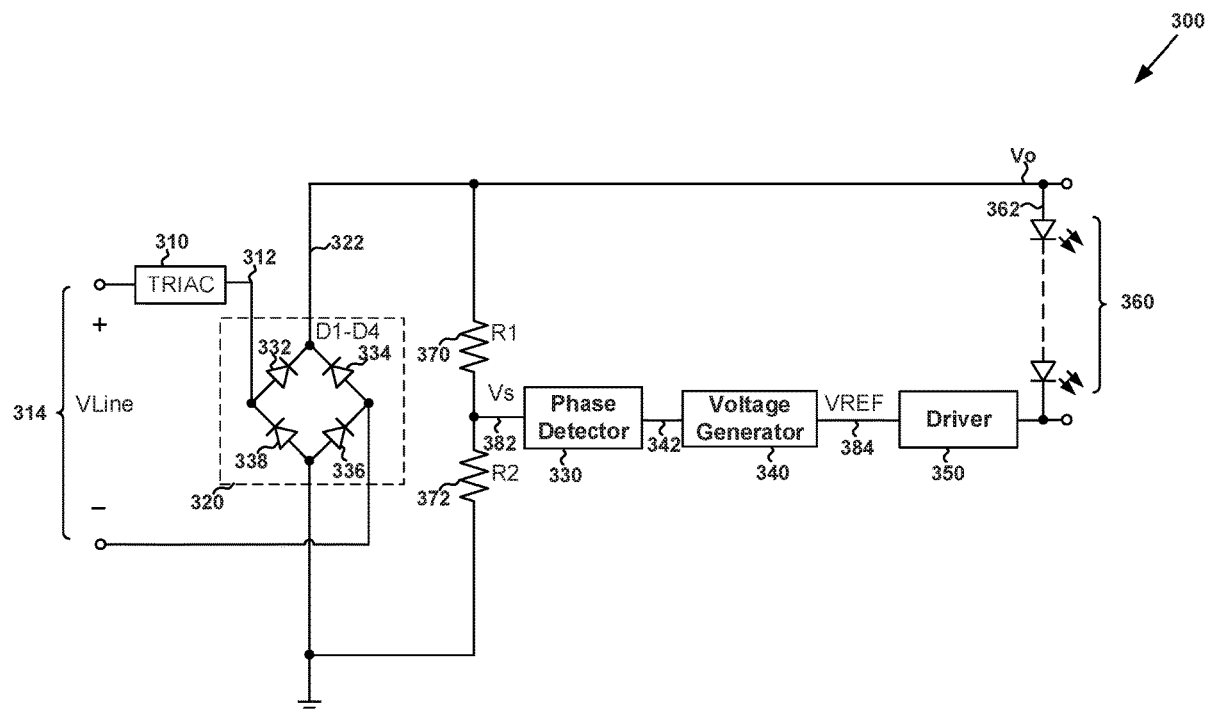 300
Vo
362
310
312
322
TRIAC
360
D1-D4
+
332
334
370
R1
314
VLine
Vs
Phase
Detector
Voltage
Generator
VREF
Driver
382
342
384
338
336
330
340
350
320
372
R2
−